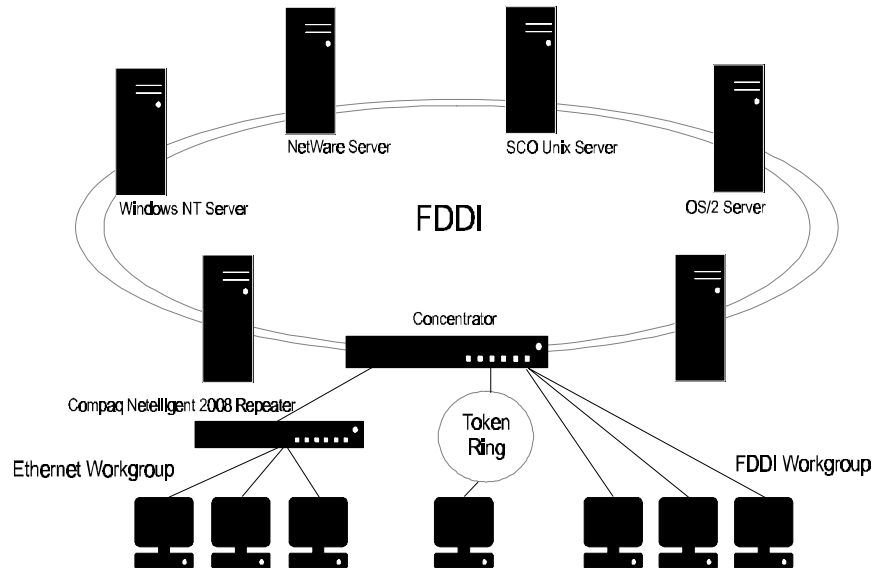 NetWare Server
SCO Unix Server
Windows NT Server
OS/2 Server
FDDI
Concentrator
Compaq Netelligent 2008 Repeater
Token
Ring
Ethernet Workgroup
FDDI Workgroup